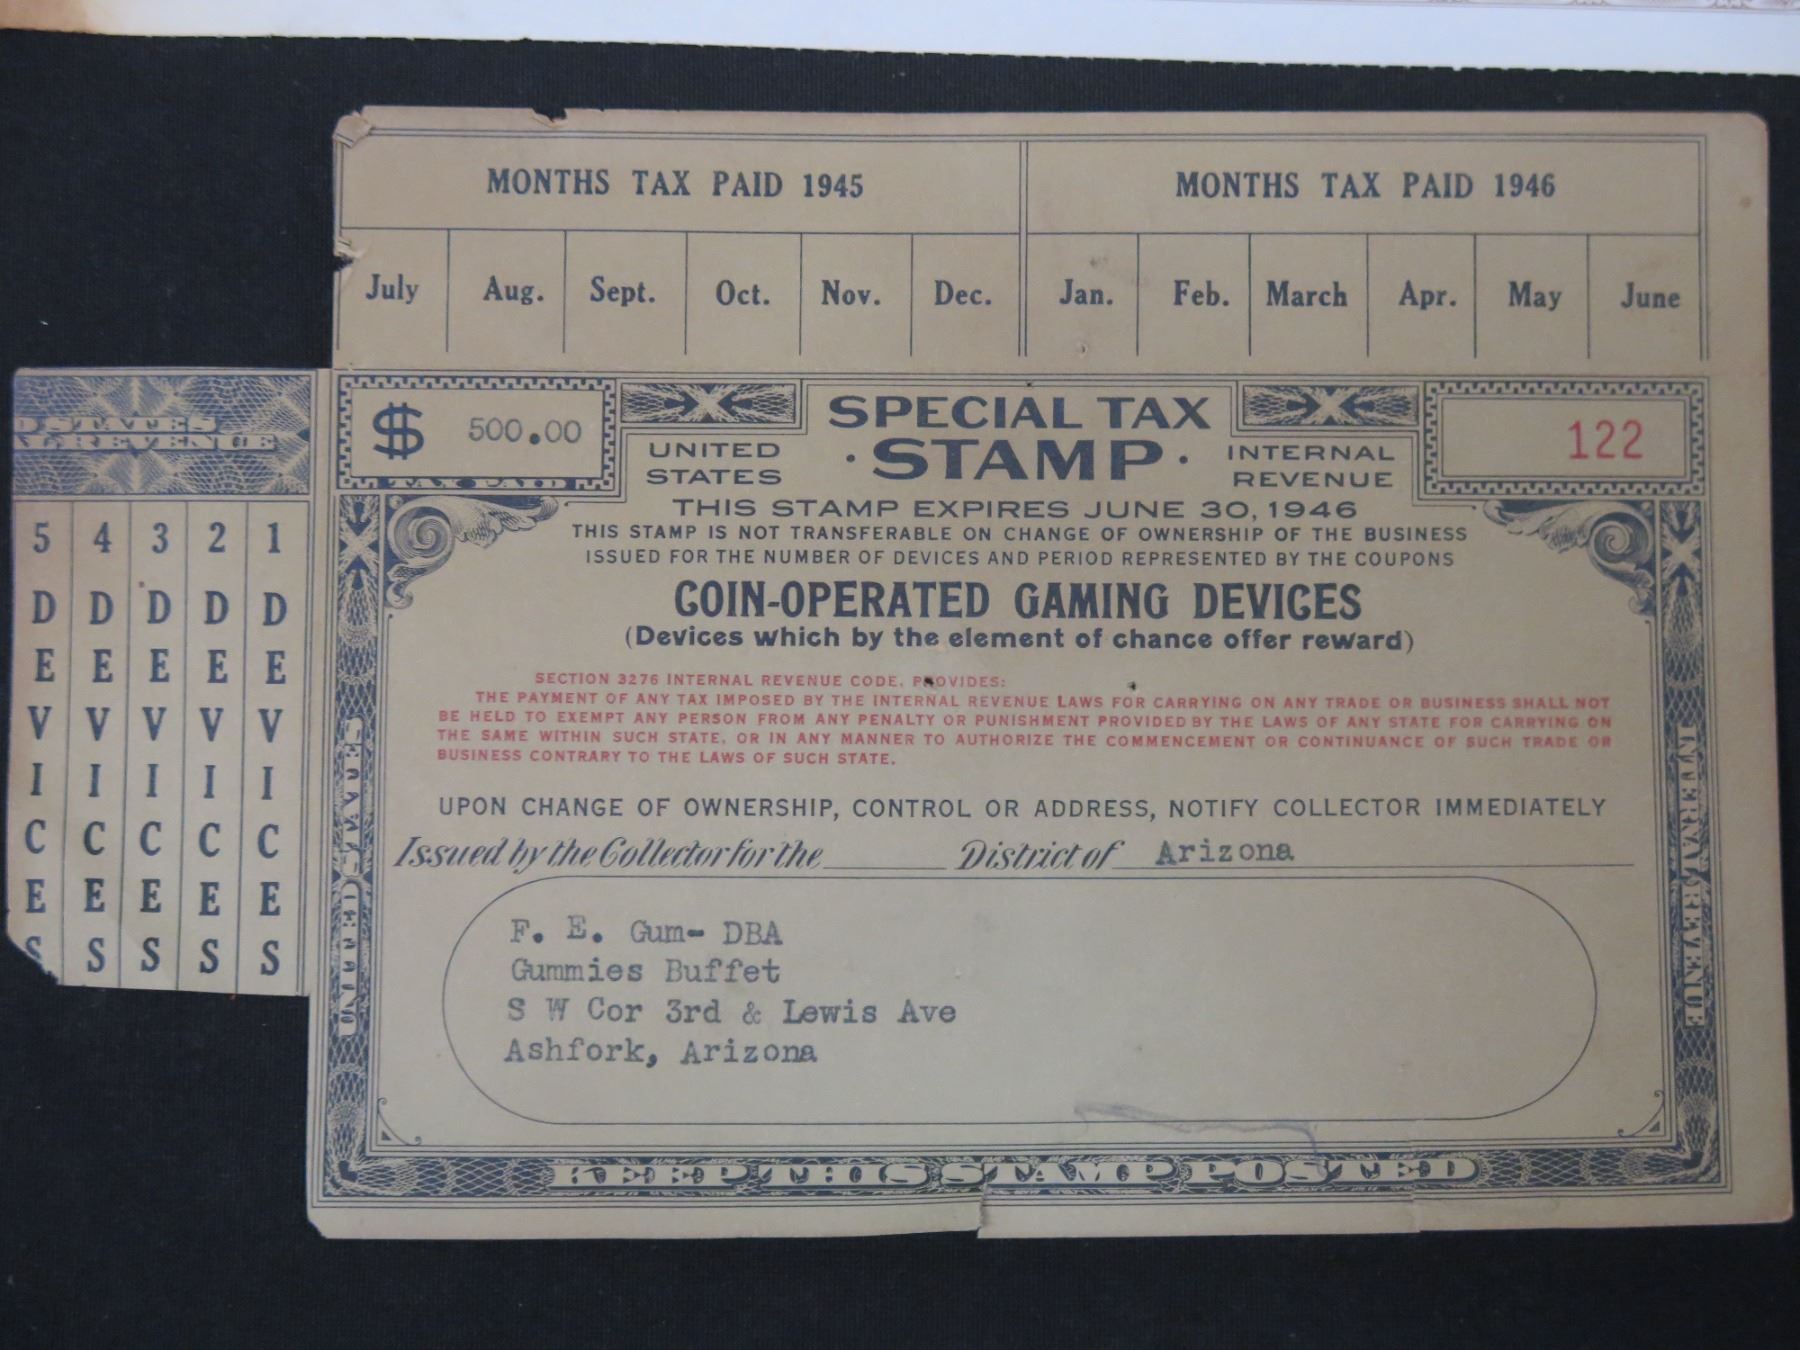 MONTHS TAX PAID 1945
MONTHS TAX PAID 1946
July Aug. Sept. Oct. Nov. Dec. Jan. Feb. March Apr. May June
D STATES
REVENUE
5 4 3 2 1
DEVICES
DEVICES
DEVICES
DEVICES
DEVICES
$ 500.00
TAX PAID
UNITED STATES
SPECIAL TAX
· STAMP ·
INTERNAL REVENUE
122
THIS STAMP EXPIRES JUNE 30, 1946
THIS STAMP IS NOT TRANSFERABLE ON CHANGE OF OWNERSHIP OF THE BUSINESS
ISSUED FOR THE NUMBER OF DEVICES AND PERIOD REPRESENTED BY THE COUPONS
COIN-OPERATED GAMING DEVICES
(Devices which by the element of chance offer reward)
SECTION 3276 INTERNAL REVENUE CODE, PROVIDES:
THE PAYMENT OF ANY TAX IMPOSED BY THE INTERNAL REVENUE LAWS FOR CARRYING ON ANY TRADE OR BUSINESS SHALL NOT
BE HELD TO EXEMPT ANY PERSON FROM ANY PENALTY OR PUNISHMENT PROVIDED BY THE LAWS OF ANY STATE FOR CARRYING ON
THE SAME WITHIN SUCH STATE, OR IN ANY MANNER TO AUTHORIZE THE COMMENCEMENT OR CONTINUANCE OF SUCH TRADE OR
BUSINESS CONTRARY TO THE LAWS OF SUCH STATE.
UPON CHANGE OF OWNERSHIP, CONTROL OR ADDRESS, NOTIFY COLLECTOR IMMEDIATELY
Issued by the Collector for the District of Arizona
F. E. Gum- DBA
Gummies Buffet
S W Cor 3rd & Lewis Ave
Ashfork, Arizona
INTERNAL REVENUE
KEEP THIS STAMP POSTED